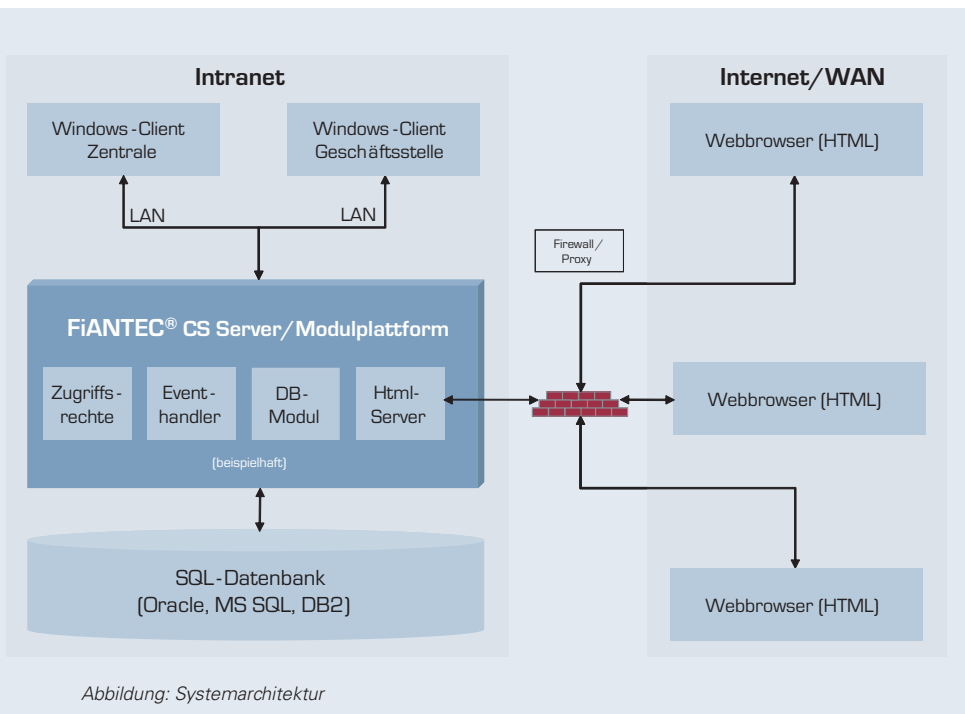 Intranet
Internet/WAN
Windows-Client
Zentrale
Windows-Client
Geschäftsstelle
Webbrowser (HTML)
LAN
LAN
Firewall/
Proxy
FiANTEC® CS Server/Modulplattform
Zugriffs-
rechte
Event-
handler
DB-
Modul
Html-
Server
(beispielhaft)
Webbrowser (HTML)
SQL-Datenbank
(Oracle, MS SQL, DB2)
Webbrowser (HTML)
Abbildung: Systemarchitektur